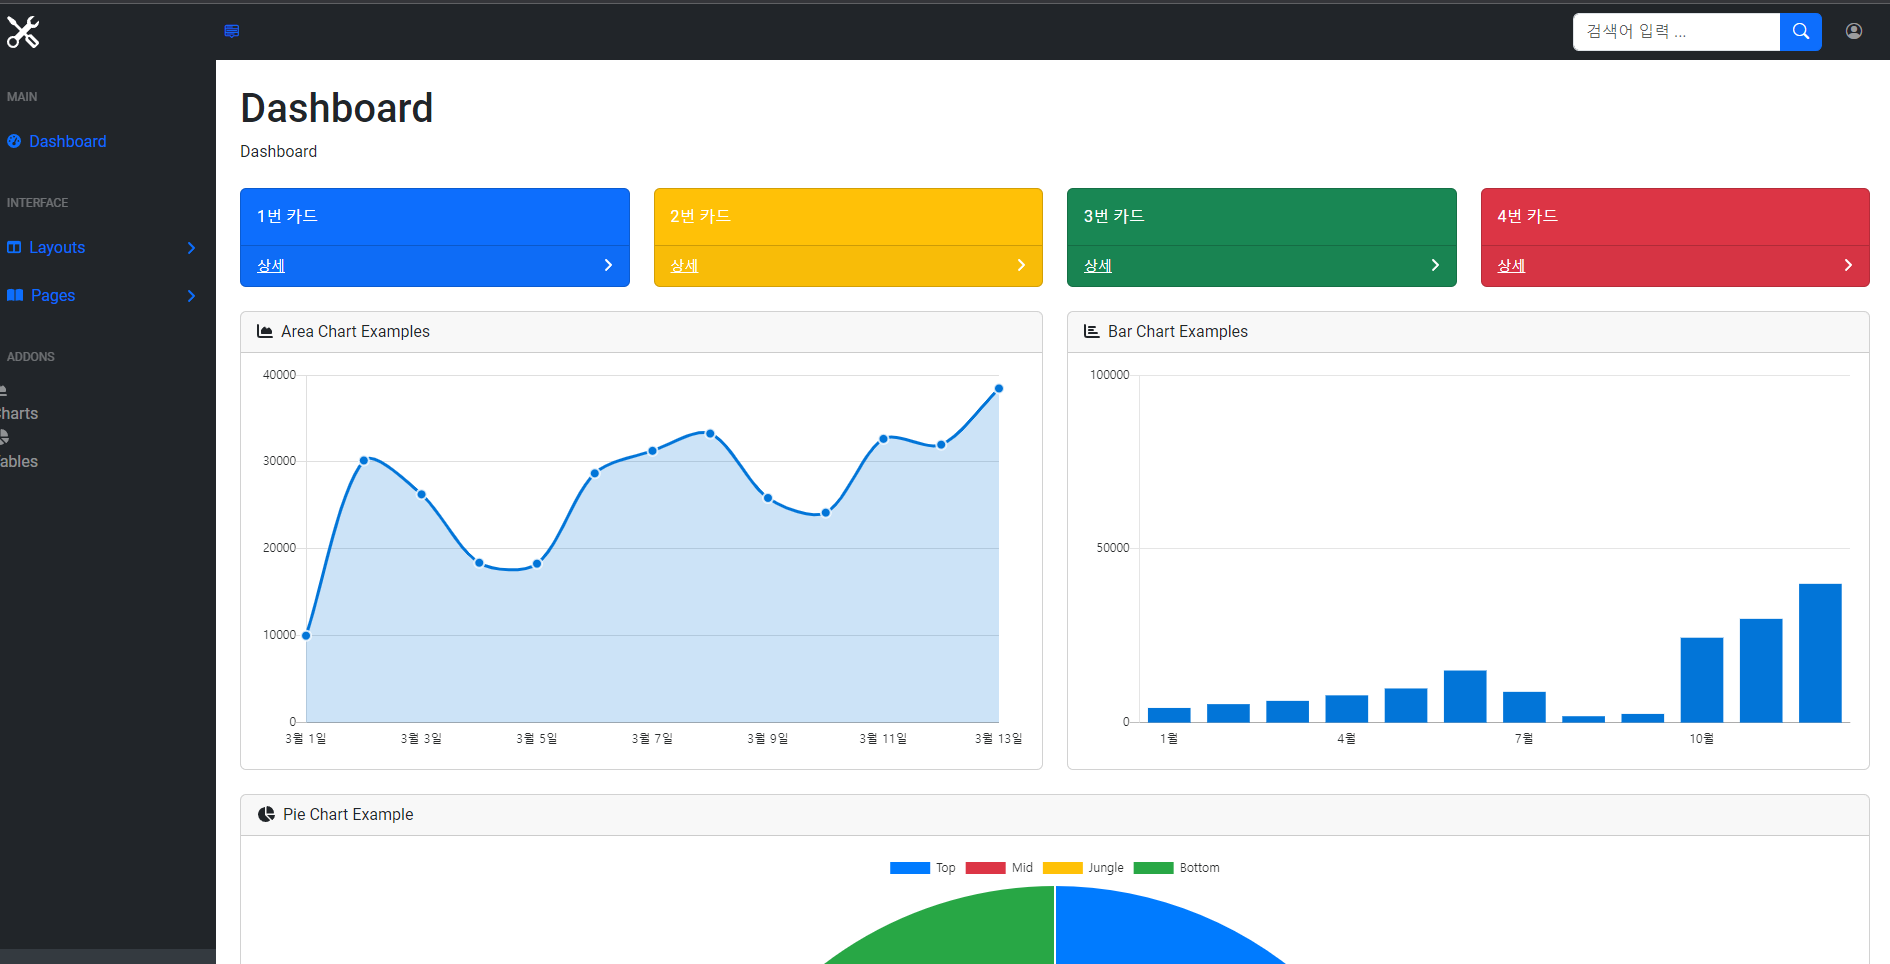 검색어 입력 ...
MAIN
Dashboard
INTERFACE
Layouts
Pages
ADDONS
harts
ables
Dashboard
Dashboard
1번 카드
상세
2번 카드
상세
3번 카드
상세
4번 카드
상세
Area Chart Examples
40000
30000
20000
10000
0
3월 1일 3월 3일 3월 5일 3월 7일 3월 9일 3월 11일 3월 13일
Bar Chart Examples
100000
50000
0
1월 4월 7월 10월
Pie Chart Example
Top Mid Jungle Bottom